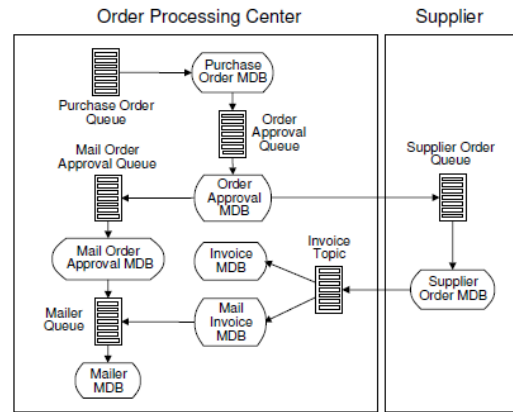 Order Processing Center
Supplier
Purchase
Order MDB
Purchase Order
Queue
Order
Approval
Queue
Mail Order
Approval Queue
Supplier Order
Queue
Order
Approval
MDB
Mail Order
Approval MDB
Invoice
MDB
Invoice
Topic
Supplier
Order MDB
Mailer
Queue
Mail
Invoice
MDB
Mailer
MDB